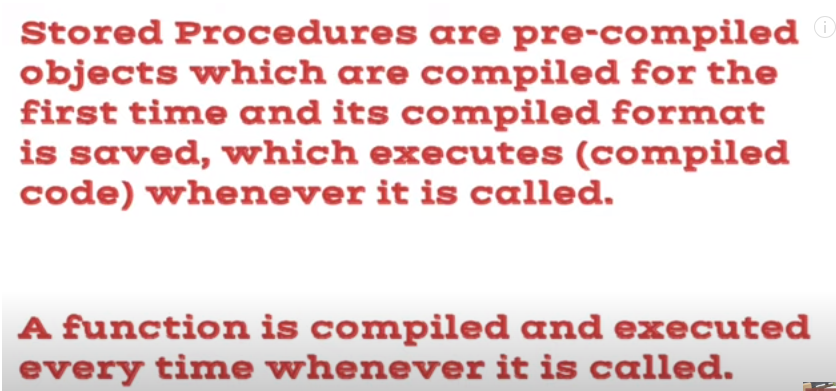 Stored Procedures are pre-compiled
objects which are compiled for the
first time and its compiled format
is saved, which executes (compiled
code) whenever it is called.
A function is compiled and executed
every time whenever it is called.